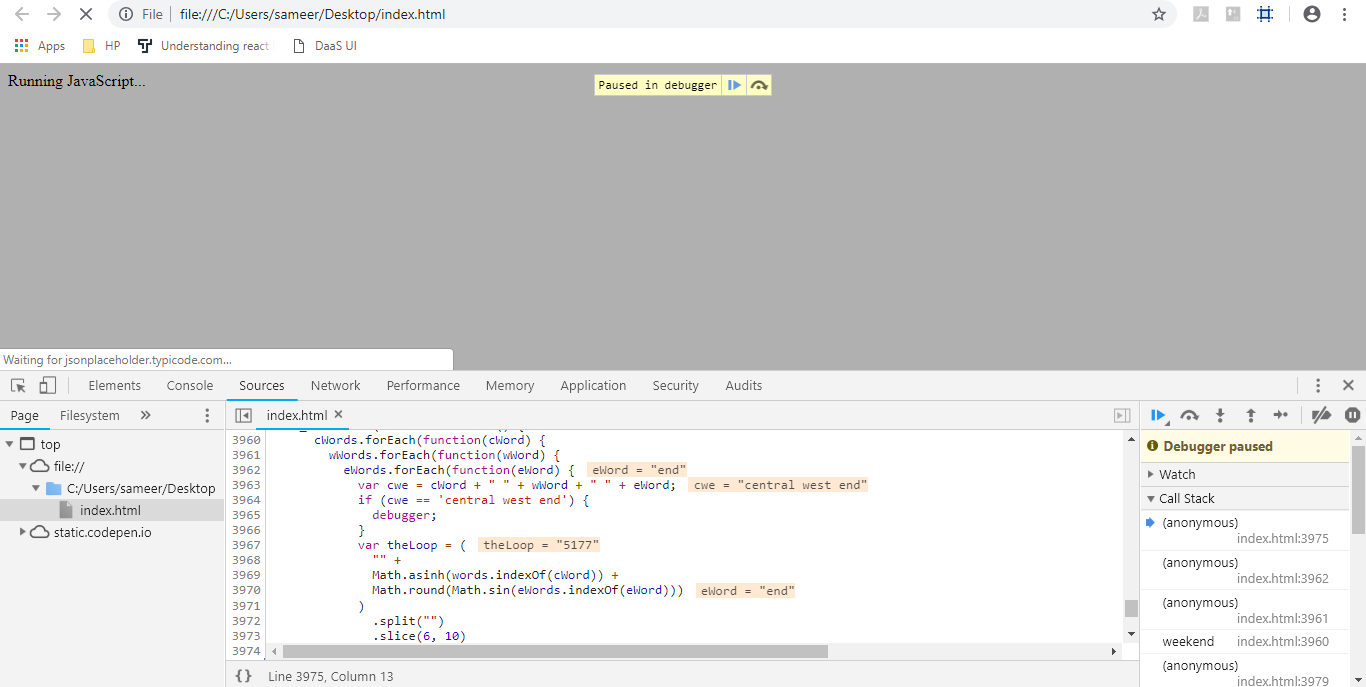 File file:///C:/Users/sameer/Desktop/index.html
Apps HP Understanding react DaaS UI
Running JavaScript...
Paused in debugger
Waiting for jsonplaceholder.typicode.com...
Elements Console Sources Network Performance Memory Application Security Audits
Page Filesystem »
index.html ×
top
file://
C:/Users/sameer/Desktop
index.html
static.codepen.io
3960 cWords.forEach(function(cWord) {
3961 wWords.forEach(function(wWord) {
3962 eWords.forEach(function(eWord) { eWord = "end"
3963 var cwe = cWord + " " + wWord + " " + eWord; cwe = "central west end"
3964 if (cwe == 'central west end') {
3965 debugger;
3966 }
3967 var theLoop = ( theLoop = "5177"
3968 "" +
3969 Math.asinh(words.indexOf(cWord)) +
3970 Math.round(Math.sin(eWords.indexOf(eWord))) eWord = "end"
3971 )
3972 .split("")
3973 .slice(6, 10)
3974
{} Line 3975, Column 13
Debugger paused
Watch
Call Stack
(anonymous)
index.html:3975
(anonymous)
index.html:3962
(anonymous)
index.html:3961
weekend index.html:3960
(anonymous)
index.html:3979